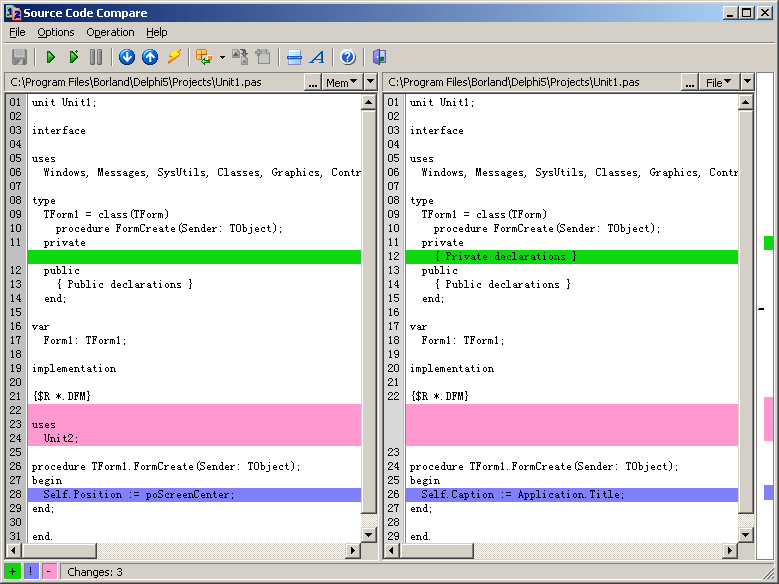 Source Code Compare
File Options Operation Help
C:\Program Files\Borland\Delphi5\Projects\Unit1.pas ... Mem
01 unit Unit1;
02
03 interface
04
05 uses
06 Windows, Messages, SysUtils, Classes, Graphics, Contr
07
08 type
09 TForm1 = class(TForm)
10 procedure FormCreate(Sender: TObject);
11 private
12 public
13 { Public declarations }
14 end;
15
16 var
17 Form1: TForm1;
18
19 implementation
20
21 {$R *.DFM}
22
23 uses
24 Unit2;
25
26 procedure TForm1.FormCreate(Sender: TObject);
27 begin
28 Self.Position := poScreenCenter;
29 end;
30
31 end.
C:\Program Files\Borland\Delphi5\Projects\Unit1.pas ... File
01 unit Unit1;
02
03 interface
04
05 uses
06 Windows, Messages, SysUtils, Classes, Graphics, Contr
07
08 type
09 TForm1 = class(TForm)
10 procedure FormCreate(Sender: TObject);
11 private
12 { Private declarations }
13 public
14 { Public declarations }
15 end;
16
17 var
18 Form1: TForm1;
19
20 implementation
21
22 {$R *.DFM}
23
24 procedure TForm1.FormCreate(Sender: TObject);
25 begin
26 Self.Caption := Application.Title;
27 end;
28
29 end.
+ ! - Changes: 3